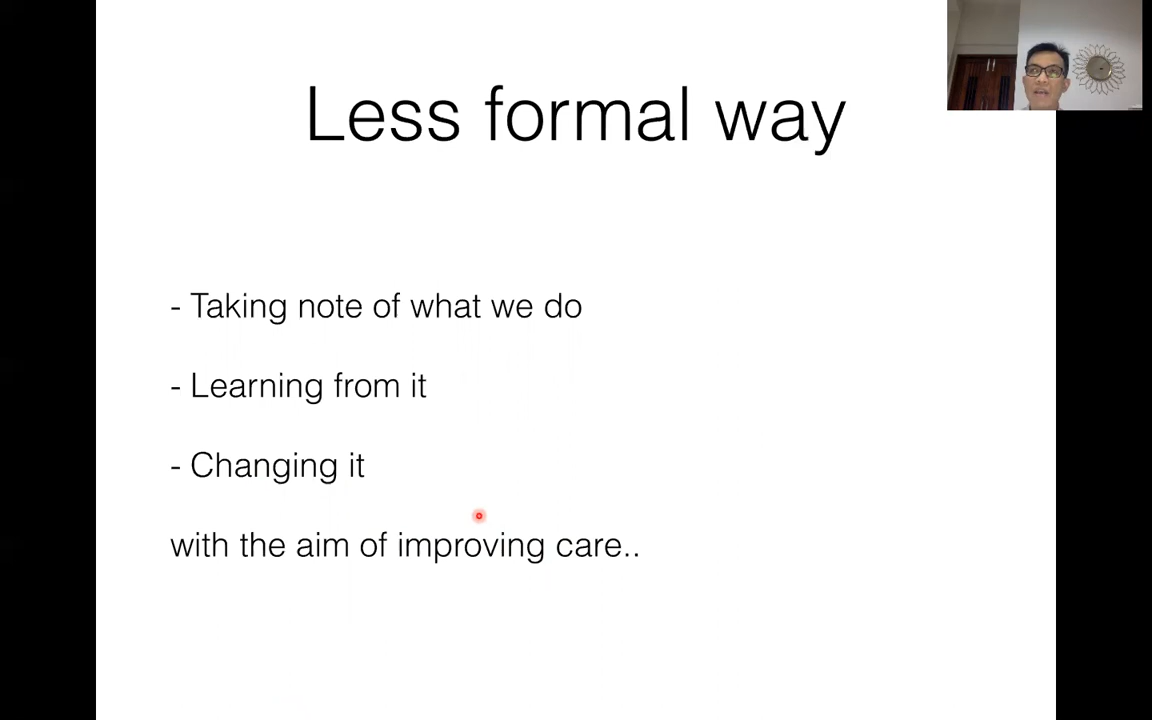 Less formal way
- Taking note of what we do
- Learning from it
- Changing it
with the aim of improving care..